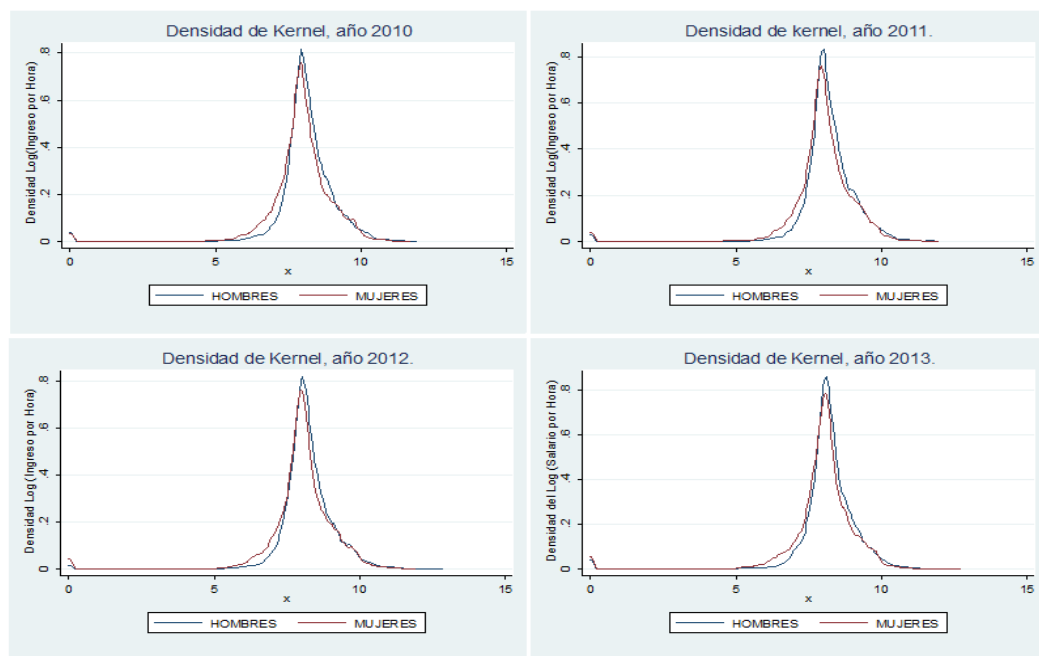 Densidad de Kernel, año 2010
Densidad Log(Ingreso por Hora)
.8
.6
.4
.2
0
0 5 10 15
x
HOMBRES MUJERES
Densidad de kernel, año 2011.
Densidad Log(Ingreso por Hora)
.8
.6
.4
.2
0
0 5 10 15
x
HOMBRES MUJERES
Densidad de Kernel, año 2012.
Densidad Log (Ingreso por Hora)
.8
.6
.4
.2
0
0 5 10 15
x
HOMBRES MUJERES
Densidad de Kernel, año 2013.
Densidad del Log (Salario por Hora)
.8
.6
.4
.2
0
0 5 10 15
x
HOMBRES MUJERES